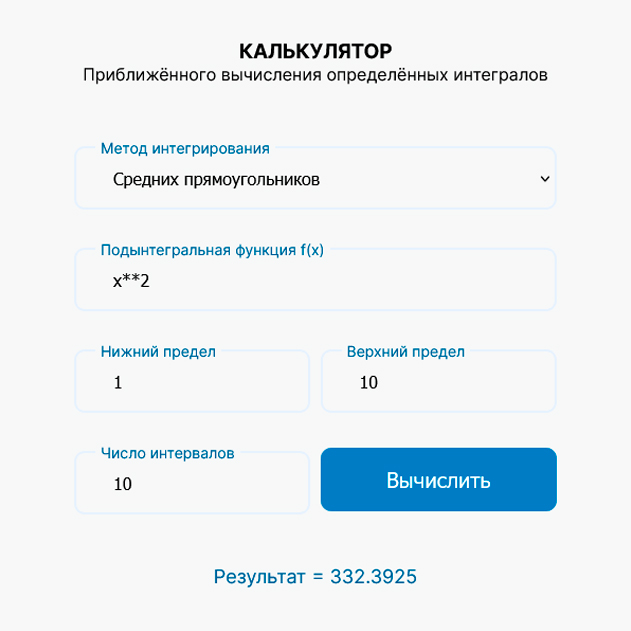 КАЛЬКУЛЯТОР
Приближённого вычисления определённых интегралов
Метод интегрирования
Средних прямоугольников
Подынтегральная функция f(x)
x**2
Нижний предел
1
Верхний предел
10
Число интервалов
10
Вычислить
Результат = 332.3925